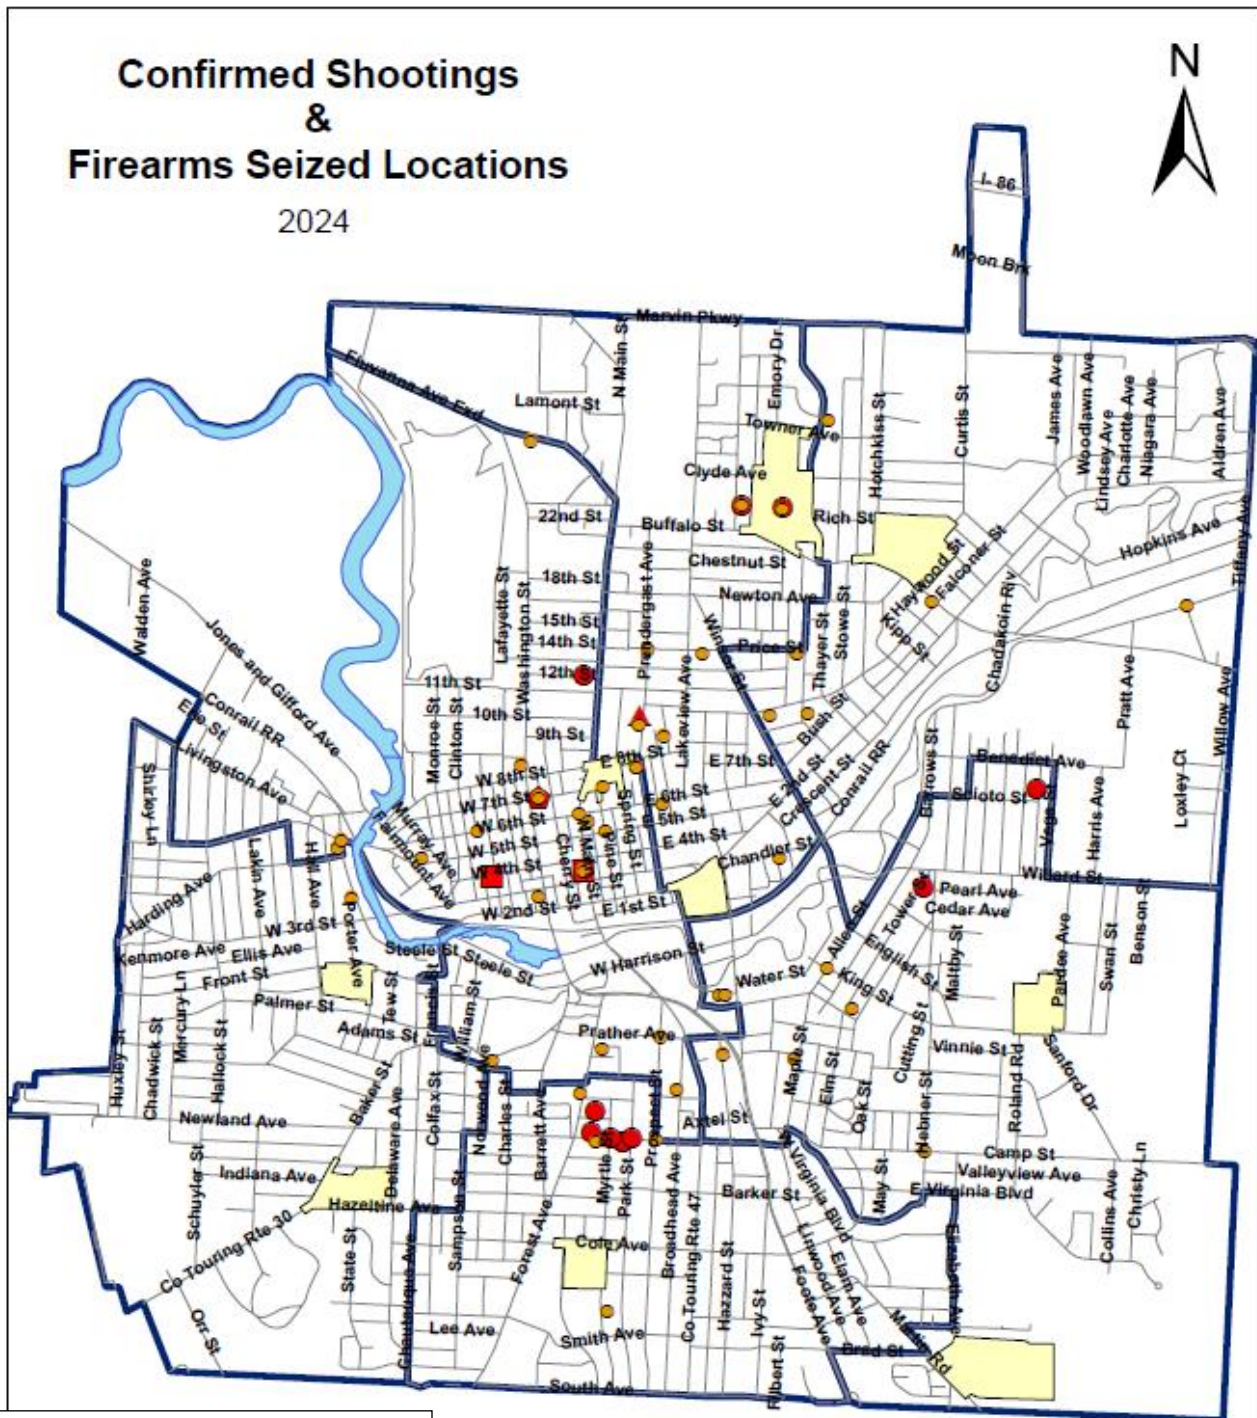 Confirmed Shootings
&
Firearms Seized Locations
2024
N
I- 86
Moon Brk
Marvin Pkwy
Fluvanna Ave Exd
N Main St
Emory Dr
Lamont St
Towner Ave
Hotchkiss St
Curtis St
James Ave
Woodlawn Ave
Lindsey Ave
Charlotte Ave
Niagara Ave
Aldren Ave
Clyde Ave
22nd St
Buffalo St
Rich St
Hopkins Ave
Tiffany Ave
Chestnut St
18th St
Prendergast Ave
Newton Ave
Haywood St
Falconer St
Walden Ave
Lafayette St
Washington St
15th St
14th St
Winsor St
Price St
Thayer St
Stowe St
Kipp St
Chadakoin Riv
Jones and Gifford Ave
12th St
11th St
Lakeview Ave
Pratt Ave
Willow Ave
Conrail RR
Monroe St
Clinton St
10th St
9th St
Bush St
Livingston Ave
E 8th St
E 7th St
E 2nd St
Crescent St
Conrail RR
Barrows St
Benedict Ave
Loxley Ct
Shirley Ln
W 8th St
W 7th St
Spring St
E 6th St
E 5th St
Scioto St
Harris Ave
Murray Ave
Fairmount Ave
W 6th St
W 5th St
W 4th St
Cherry St
N Main St
Pine St
E 4th St
Chandler St
Willard St
Lakin Ave
Hall Ave
Harding Ave
W 2nd St
E 1st St
Tower St
Pearl Ave
Cedar Ave
Benson St
W 3rd St
Porter Ave
Allen St
Kenmore Ave
Ellis Ave
Steele St
Steele St
W Harrison St
English St
Maltby St
Pardee Ave
Swan St
Front St
Mercury Ln
Water St
King St
Palmer St
Tew St
Francis St
William St
Adams St
Prather Ave
Cutting St
Vinnie St
Sanford Dr
Huxley St
Chadwick St
Hallock St
Baker St
Maple St
Elm St
Roland Rd
Newland Ave
Delaware Ave
Colfax St
Norwood Ave
Charles St
Barrett Ave
Prospect St
Axtel St
Oak St
Hebner St
Camp St
Indiana Ave
Schuyler St
Myrtle St
Park St
Valleyview Ave
Hazeltine Ave
Sampson St
Forest Ave
Broadhead Ave
Barker St
W Virginia Blvd
May St
E Virginia Blvd
Collins Ave
Christy Ln
Co Touring Rte 30
State St
Cole Ave
Co Touring Rte 47
Hazzard St
Linwood Ave
Elam Ave
Elizabeth Ave
Orr St
Chautauqua Ave
Lee Ave
Smith Ave
Ivy St
Foote Ave
Martin Rd
Brad St
South Ave
Filbert St